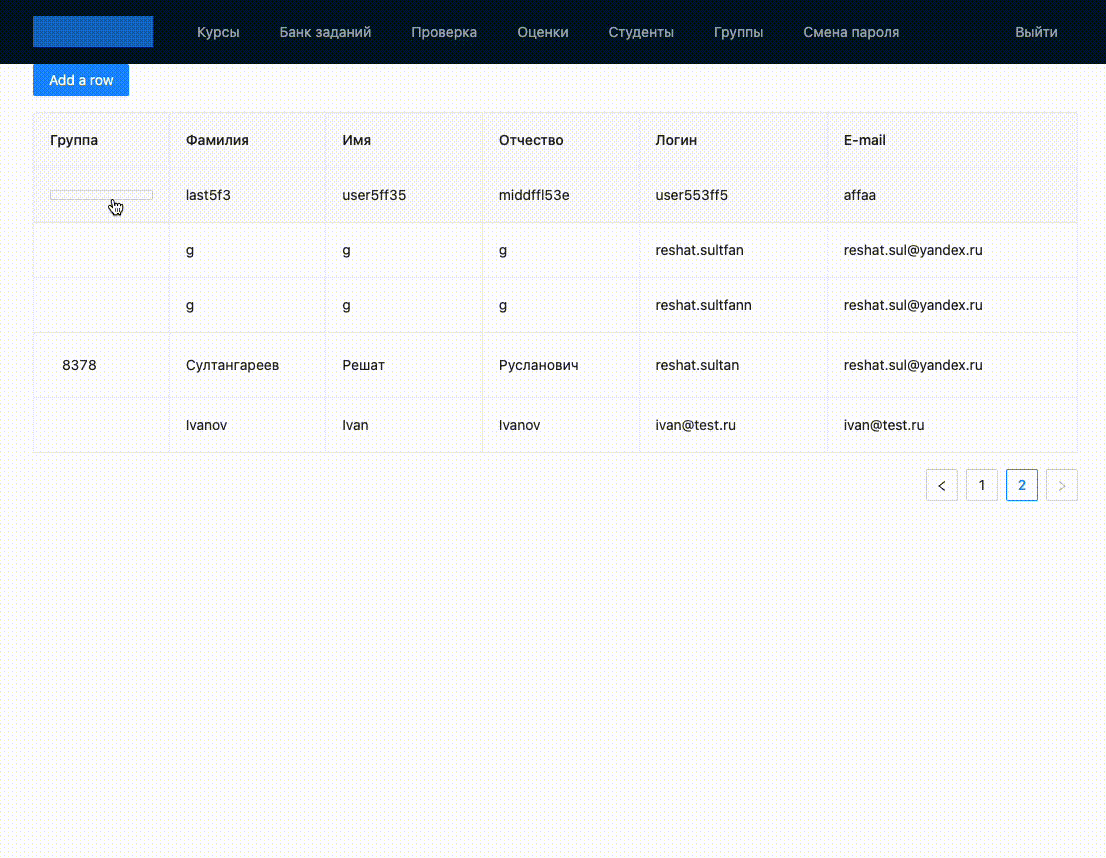 Курсы Банк заданий Проверка Оценки Студенты Группы Смена пароля Выйти
Add a row
Группа Фамилия Имя Отчество Логин E-mail
last5f3 user5ff35 middffl53e user553ff5 affaa
g g g reshat.sultfan reshat.sul@yandex.ru
g g g reshat.sultfann reshat.sul@yandex.ru
8378 Султангареев Решат Русланович reshat.sultan reshat.sul@yandex.ru
Ivanov Ivan Ivanov ivan@test.ru ivan@test.ru
< 1 2 >